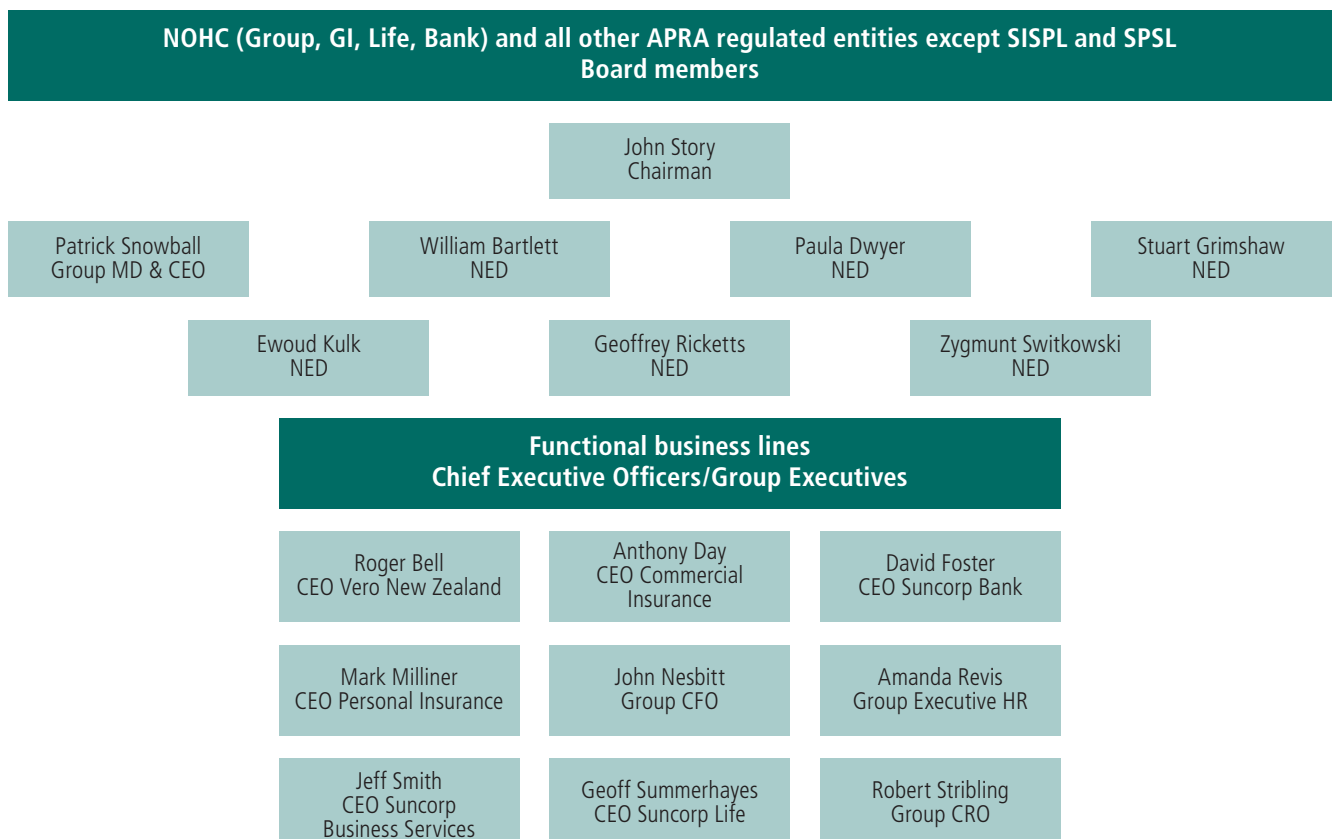 NOHC (Group, GI, Life, Bank) and all other APRA regulated entities except SISPL and SPSL
Board members
John Story
Chairman
Patrick Snowball
Group MD & CEO
William Bartlett
NED
Paula Dwyer
NED
Stuart Grimshaw
NED
Ewoud Kulk
NED
Geoffrey Ricketts
NED
Zygmunt Switkowski
NED
Functional business lines
Chief Executive Officers/Group Executives
Roger Bell
CEO Vero New Zealand
Anthony Day
CEO Commercial
Insurance
David Foster
CEO Suncorp Bank
Mark Milliner
CEO Personal Insurance
John Nesbitt
Group CFO
Amanda Revis
Group Executive HR
Jeff Smith
CEO Suncorp
Business Services
Geoff Summerhayes
CEO Suncorp Life
Robert Stribling
Group CRO